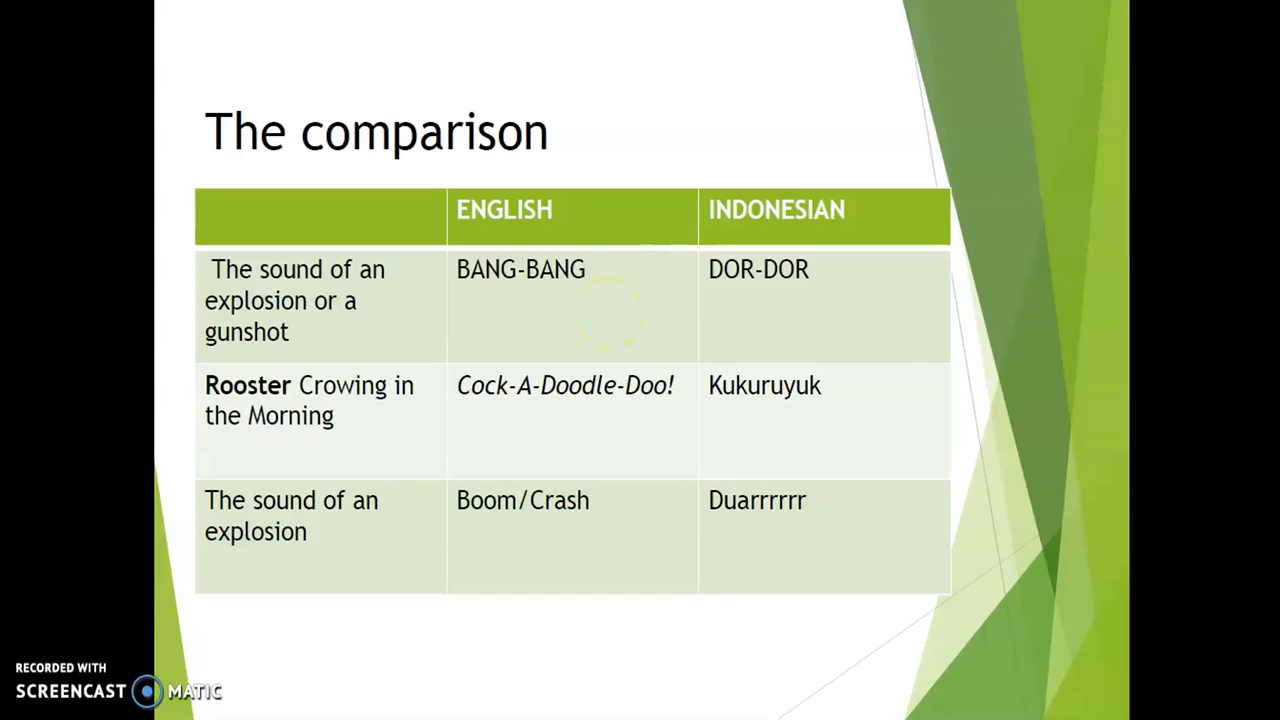 The comparison
ENGLISH
INDONESIAN
The sound of an
explosion or a
gunshot
BANG-BANG
DOR-DOR
Rooster Crowing in
the Morning
Cock-A-Doodle-Doo!
Kukuruyuk
The sound of an
explosion
Boom/Crash
Duarrrrrr
RECORDED WITH
SCREENCAST MATIC